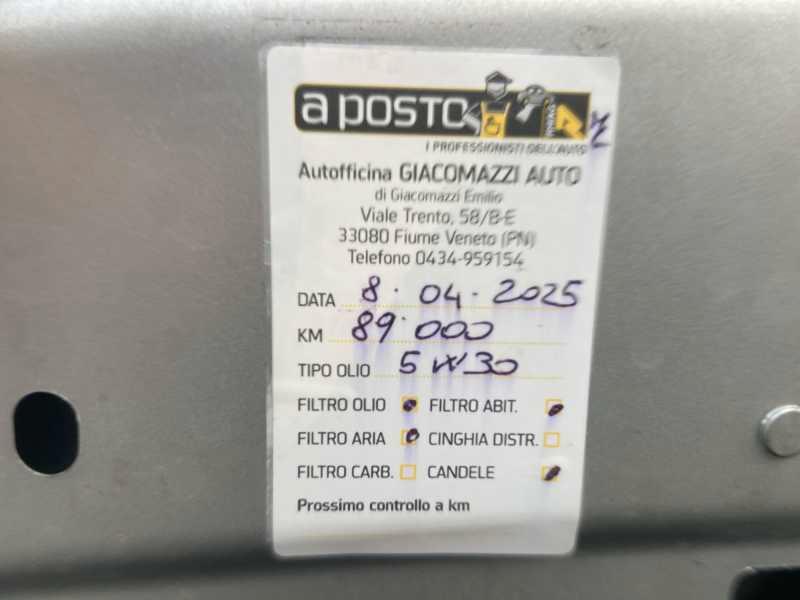 a POSTO
I PROFESSIONISTI DELL'AUTO
Autofficina GIACOMAZZI AUTO
di Giacomazzi Emilio
Viale Trento, 58/B-E
33080 Fiume Veneto (PN)
Telefono 0434-959154
DATA 8.04.2025
KM 89.000
TIPO OLIO 5W30
FILTRO OLIO FILTRO ABIT.
FILTRO ARIA CINGHIA DISTR.
FILTRO CARB. CANDELE
Prossimo controllo a km